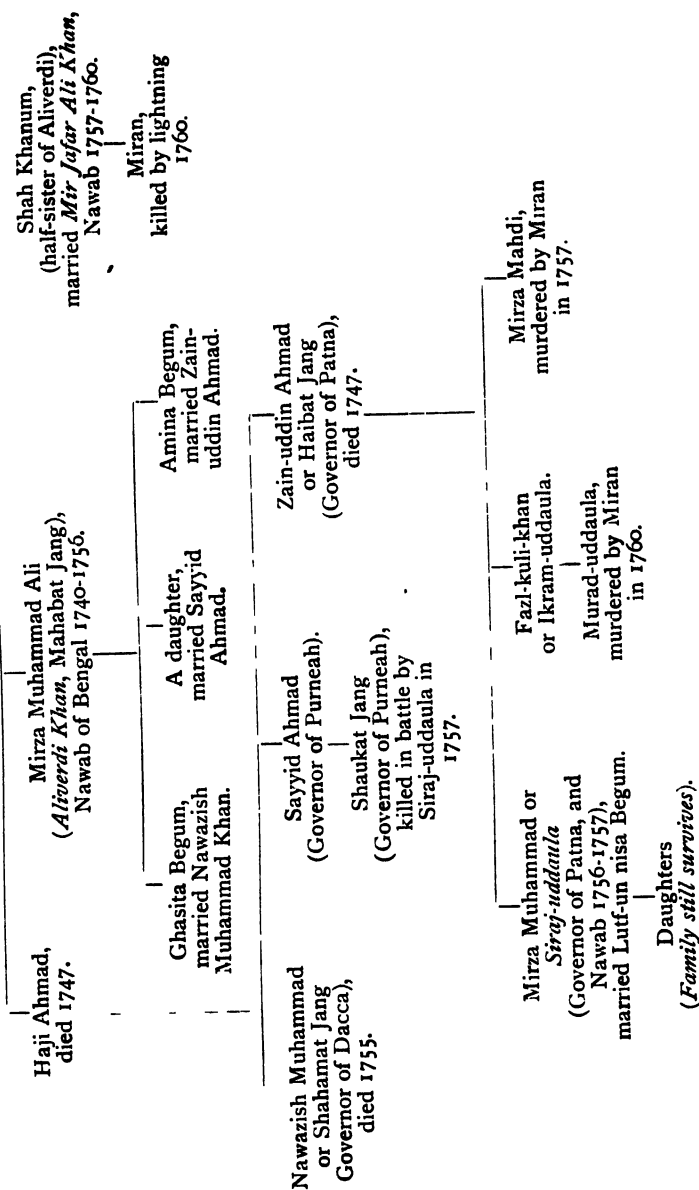 Haji Ahmad,
died 1747.
Mirza Muhammad Ali
(Aliverdi Khan, Mahabat Jang),
Nawab of Bengal 1740-1756.
Shah Khanum,
(half-sister of Aliverdi),
married Mir Jafar Ali Khan,
Nawab 1757-1760.
Miran,
killed by lightning
1760.
Ghasita Begum,
married Nawazish
Muhammad Khan.
A daughter,
married Sayyid
Ahmad.
Amina Begum,
married Zain-
uddin Ahmad.
Nawazish Muhammad
or Shahamat Jang
Governor of Dacca),
died 1755.
Sayyid Ahmad
(Governor of Purneah).
Shaukat Jang
(Governor of Purneah),
killed in battle by
Siraj-uddaula in
1757.
Zain-uddin Ahmad
or Haibat Jang
(Governor of Patna),
died 1747.
Mirza Muhammad or
Siraj-uddaula
(Governor of Patna, and
Nawab 1756-1757),
married Lutf-un nisa Begum.
Daughters
(Family still survives).
Fazl-kuli-khan
or Ikram-uddaula.
Murad-uddaula,
murdered by Miran
in 1760.
Mirza Mahdi,
murdered by Miran
in 1757.